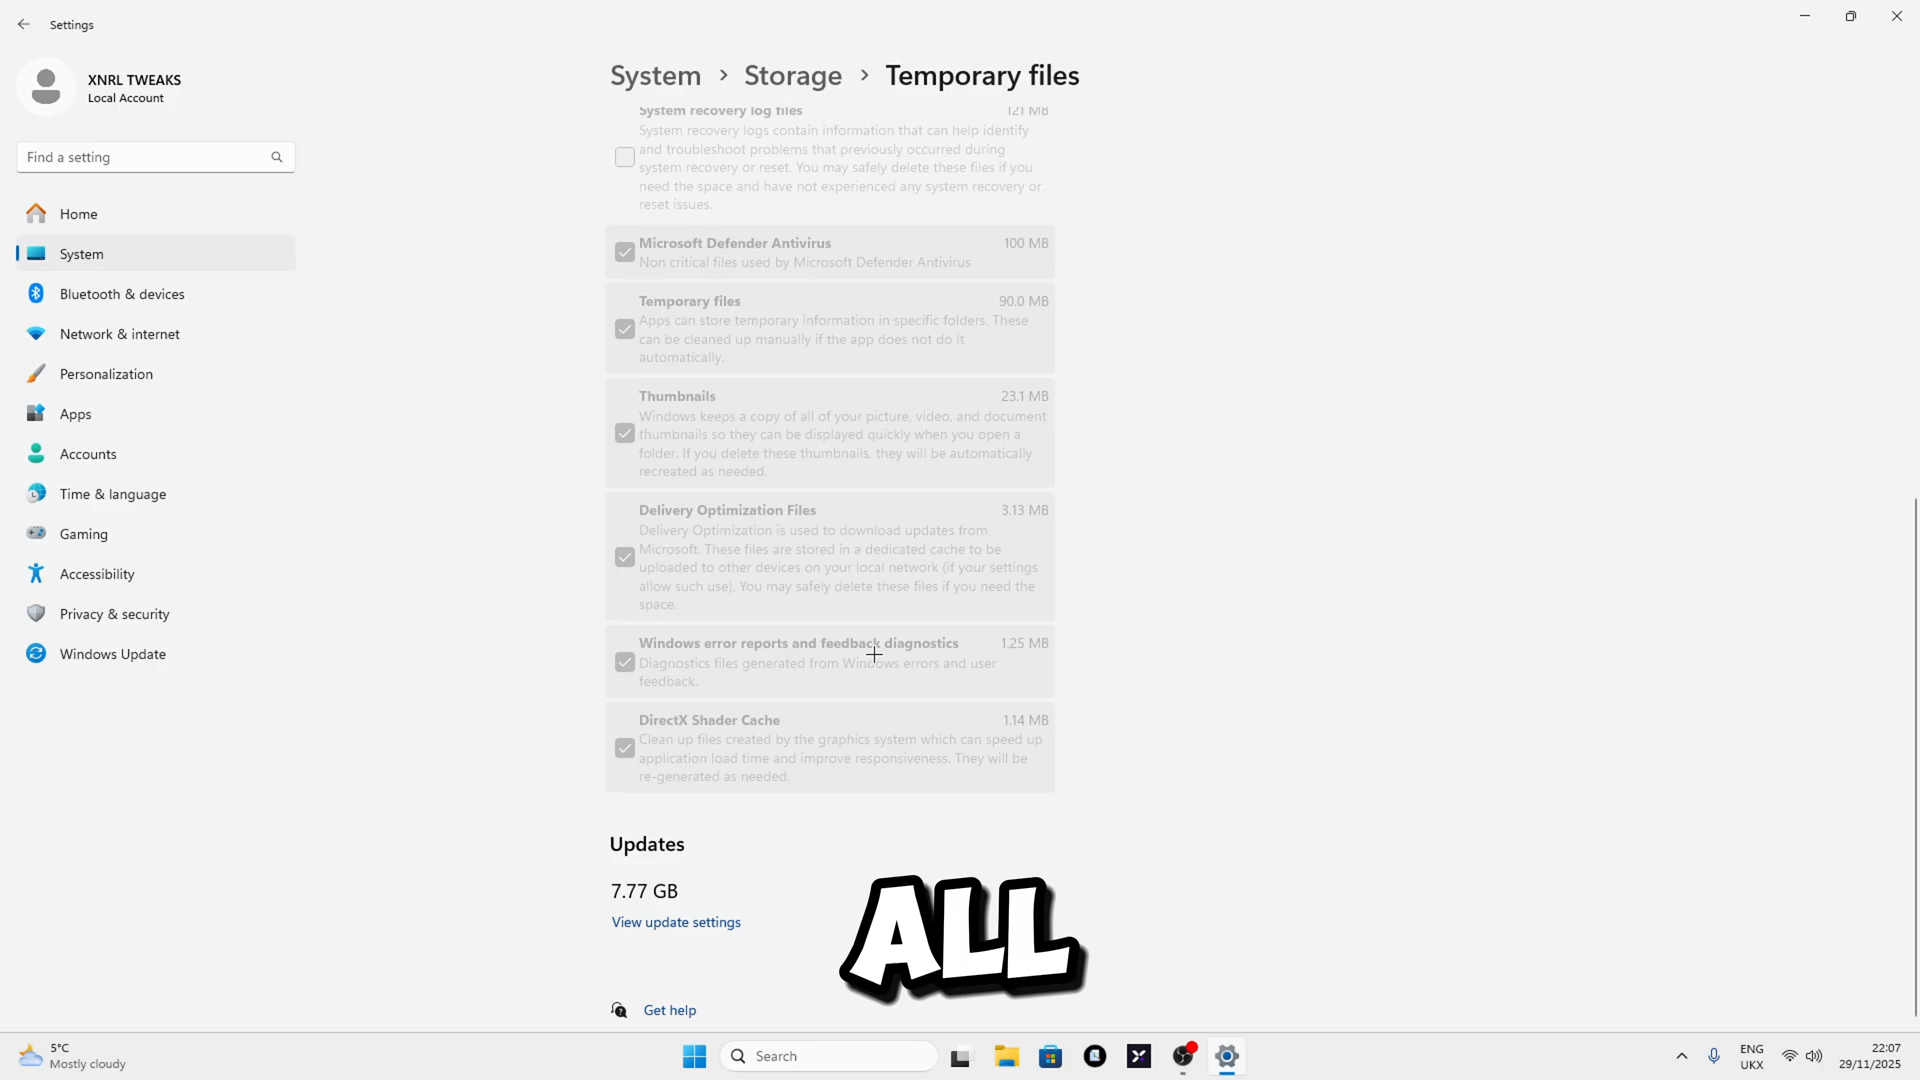 Settings
XNRL TWEAKS
Local Account
Find a setting
Home
System
Bluetooth & devices
Network & internet
Personalization
Apps
Accounts
Time & language
Gaming
Accessibility
Privacy & security
Windows Update
System > Storage > Temporary files
System recovery log files 121 MB
System recovery logs contain information that can help identify
and troubleshoot problems that previously occurred during
system recovery or reset. You may safely delete these files if you
need the space and have not experienced any system recovery or
reset issues.
Microsoft Defender Antivirus 100 MB
Non critical files used by Microsoft Defender Antivirus
Temporary files 90.0 MB
Apps can store temporary information in specific folders. These
can be cleaned up manually if the app does not do it
automatically.
Thumbnails 23.1 MB
Windows keeps a copy of all of your picture, video, and document
thumbnails so they can be displayed quickly when you open a
folder. If you delete these thumbnails, they will be automatically
recreated as needed.
Delivery Optimization Files 3.13 MB
Delivery Optimization is used to download updates from
Microsoft. These files are stored in a dedicated cache to be
uploaded to other devices on your local network (if your settings
allow such use). You may safely delete these files if you need the
space.
Windows error reports and feedback diagnostics 1.25 MB
Diagnostics files generated from Windows errors and user
feedback.
DirectX Shader Cache 1.14 MB
Clean up files created by the graphics system which can speed up
application load time and improve responsiveness. They will be
re-generated as needed.
Updates
7.77 GB
View update settings
ALL
Get help
5°C
Mostly cloudy
Search
ENG
UKX
22:07
29/11/2025